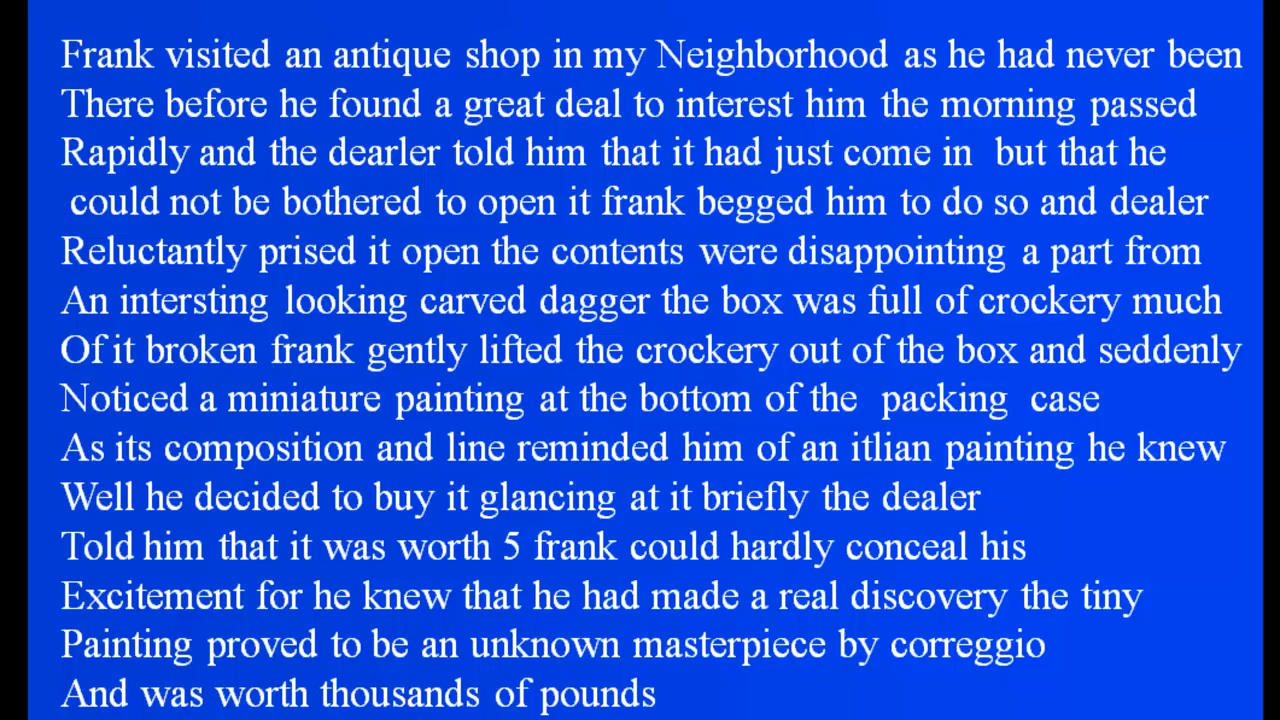 Frank visited an antique shop in my Neighborhood as he had never been
There before he found a great deal to interest him the morning passed
Rapidly and the dearler told him that it had just come in but that he
could not be bothered to open it frank begged him to do so and dealer
Reluctantly prised it open the contents were disappointing a part from
An intersting looking carved dagger the box was full of crockery much
Of it broken frank gently lifted the crockery out of the box and seddenly
Noticed a miniature painting at the bottom of the packing case
As its composition and line reminded him of an itlian painting he knew
Well he decided to buy it glancing at it briefly the dealer
Told him that it was worth 5 frank could hardly conceal his
Excitement for he knew that he had made a real discovery the tiny
Painting proved to be an unknown masterpiece by correggio
And was worth thousands of pounds